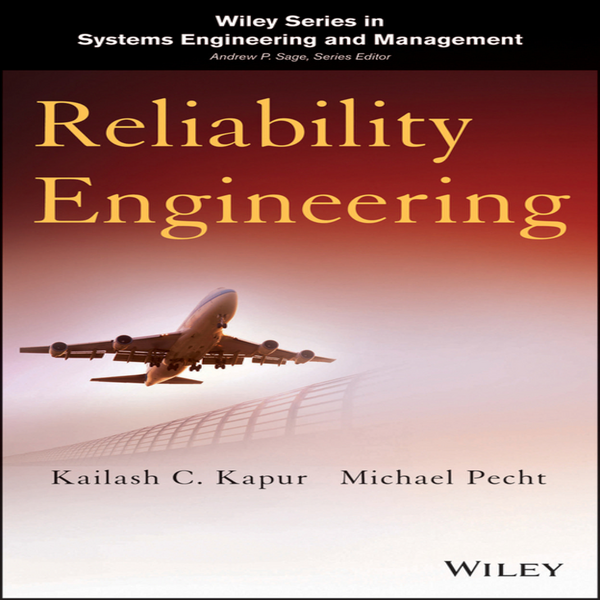 Wiley Series in
Systems Engineering and Management
Andrew P. Sage, Series Editor
Reliability
Engineering
Kailash C. Kapur Michael Pecht
WILEY